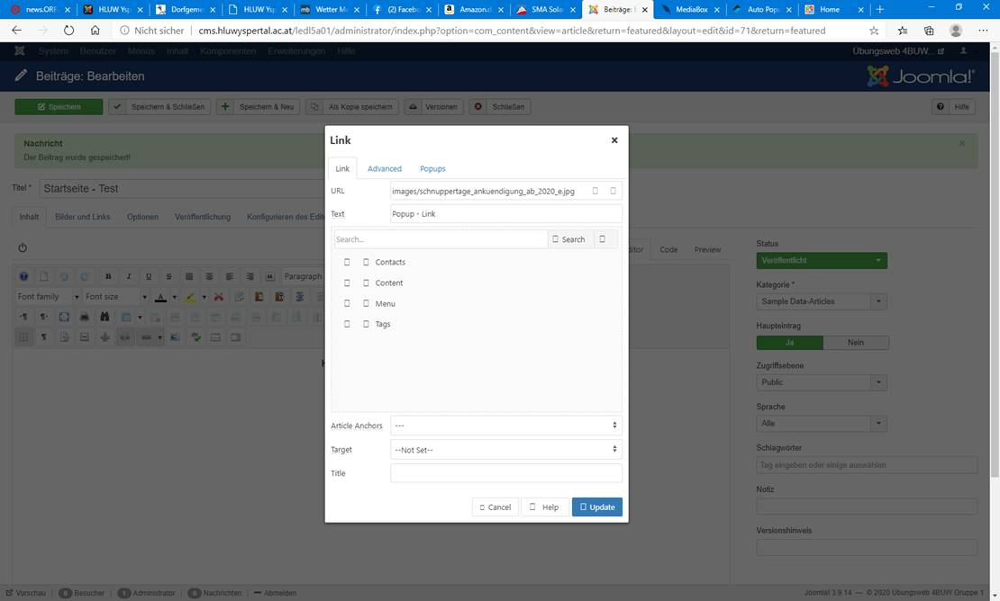 news.ORF.
HLUW Ysp
Dorfgeme
HLUW Ysp
Wetter Me
(2) Facebo
Amazon.d
SMA Sola
Beiträge: B
MediaBox
Auto Popu
Home
Nicht sicher
cms.hluwyspertal.ac.at/ledl5a01/administrator/index.php?option=com_content&view=article&return=featured&layout=edit&id=71&return=featured
System Benutzer Menüs Inhalt Komponenten Erweiterungen Hilfe
Übungsweb 4BUW...
Beiträge: Bearbeiten
Joomla!
Speichern
Speichern & Schließen
Speichern & Neu
Als Kopie speichern
Versionen
Schließen
Hilfe
Nachricht
Der Beitrag wurde gespeichert!
Titel *
Startseite - Test
Inhalt
Bilder und Links
Optionen
Veröffentlichung
Konfigurieren des Edito
ditor
Code
Preview
Paragraph
Font family
Font size
Link
Link
Advanced
Popups
URL
images/schnuppertage_ankuendigung_ab_2020_e.jpg
Text
Popup - Link
Search...
Search
Contacts
Content
Menu
Tags
Article Anchors
---
Target
--Not Set--
Title
Cancel
Help
Update
Status
Veröffentlicht
Kategorie *
Sample Data-Articles
Haupteintrag
Ja
Nein
Zugriffsebene
Public
Sprache
Alle
Schlagwörter
Tag eingeben oder einige auswählen
Notiz
Versionshinweis
Vorschau
0 Besucher
1 Administrator
0 Nachrichten
Abmelden
Joomla! 3.9.14 — © 2020 Übungsweb 4BUW Gruppe 1